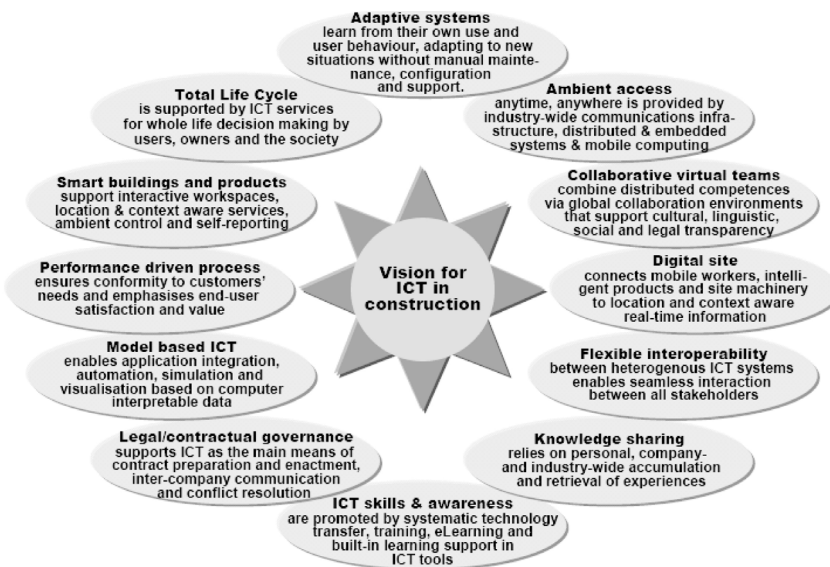 Adaptive systems
learn from their own use and
user behaviour, adapting to new
situations without manual mainte-
nance, configuration
and support.
Total Life Cycle
is supported by ICT services
for whole life decision making by
users, owners and the society
Ambient access
anytime, anywhere is provided by
industry-wide communications infra-
structure, distributed & embedded
systems & mobile computing
Smart buildings and products
support interactive workspaces,
location & context aware services,
ambient control and self-reporting
Collaborative virtual teams
combine distributed competences
via global collaboration environments
that support cultural, linguistic,
social and legal transparency
Performance driven process
ensures conformity to customers'
needs and emphasises end-user
satisfaction and value
Vision for
ICT in
construction
Digital site
connects mobile workers, intelli-
gent products and site machinery
to location and context aware
real-time information
Model based ICT
enables application integration,
automation, simulation and
visualisation based on computer
interpretable data
Flexible interoperability
between heterogenous ICT systems
enables seamless interaction
between all stakeholders
Legal/contractual governance
supports ICT as the main means of
contract preparation and enactment,
inter-company communication
and conflict resolution
Knowledge sharing
relies on personal, company-
and industry-wide accumulation
and retrieval of experiences
ICT skills & awareness
are promoted by systematic technology
transfer, training, eLearning and
built-in learning support in
ICT tools